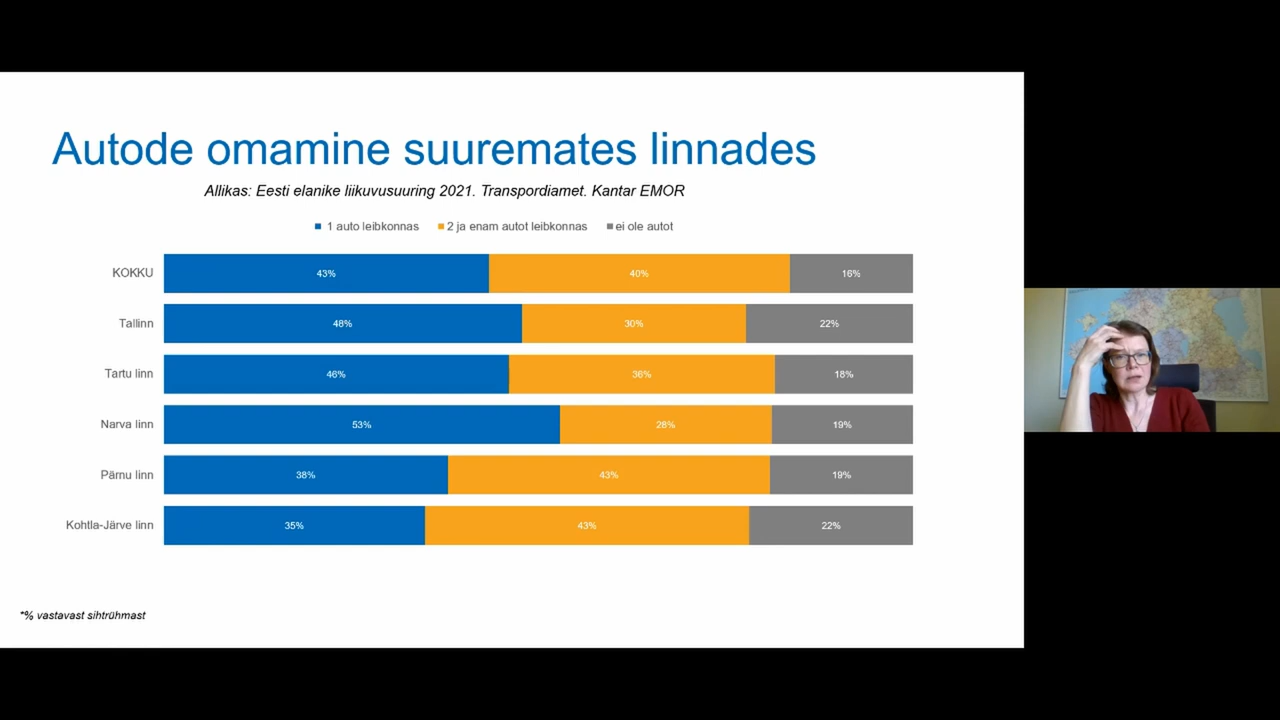 Autode omamine suuremates linnades
Allikas: Eesti elanike liikuvusuuring 2021. Transpordiamet. Kantar EMOR
1 auto leibkonnas 2 ja enam autot leibkonnas ei ole autot
KOKKU 43% 40% 16%
Tallinn 48% 30% 22%
Tartu linn 46% 36% 18%
Narva linn 53% 28% 19%
Pärnu linn 38% 43% 19%
Kohtla-Järve linn 35% 43% 22%
*% vastavast sihtrühmast